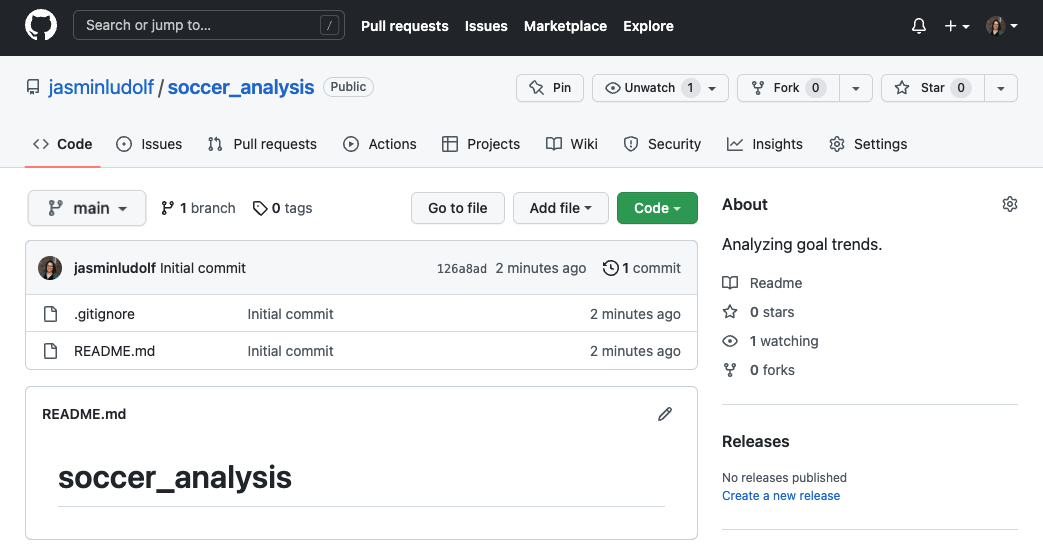 Search or jump to... /
Pull requests Issues Marketplace Explore
jasminludolf / soccer_analysis Public
Pin Unwatch 1 Fork 0 Star 0
Code Issues Pull requests Actions Projects Wiki Security Insights Settings
main 1 branch 0 tags Go to file Add file Code
jasminludolf Initial commit 126a8ad 2 minutes ago 1 commit
.gitignore Initial commit 2 minutes ago
README.md Initial commit 2 minutes ago
README.md
soccer_analysis
About
Analyzing goal trends.
Readme
0 stars
1 watching
0 forks
Releases
No releases published
Create a new release